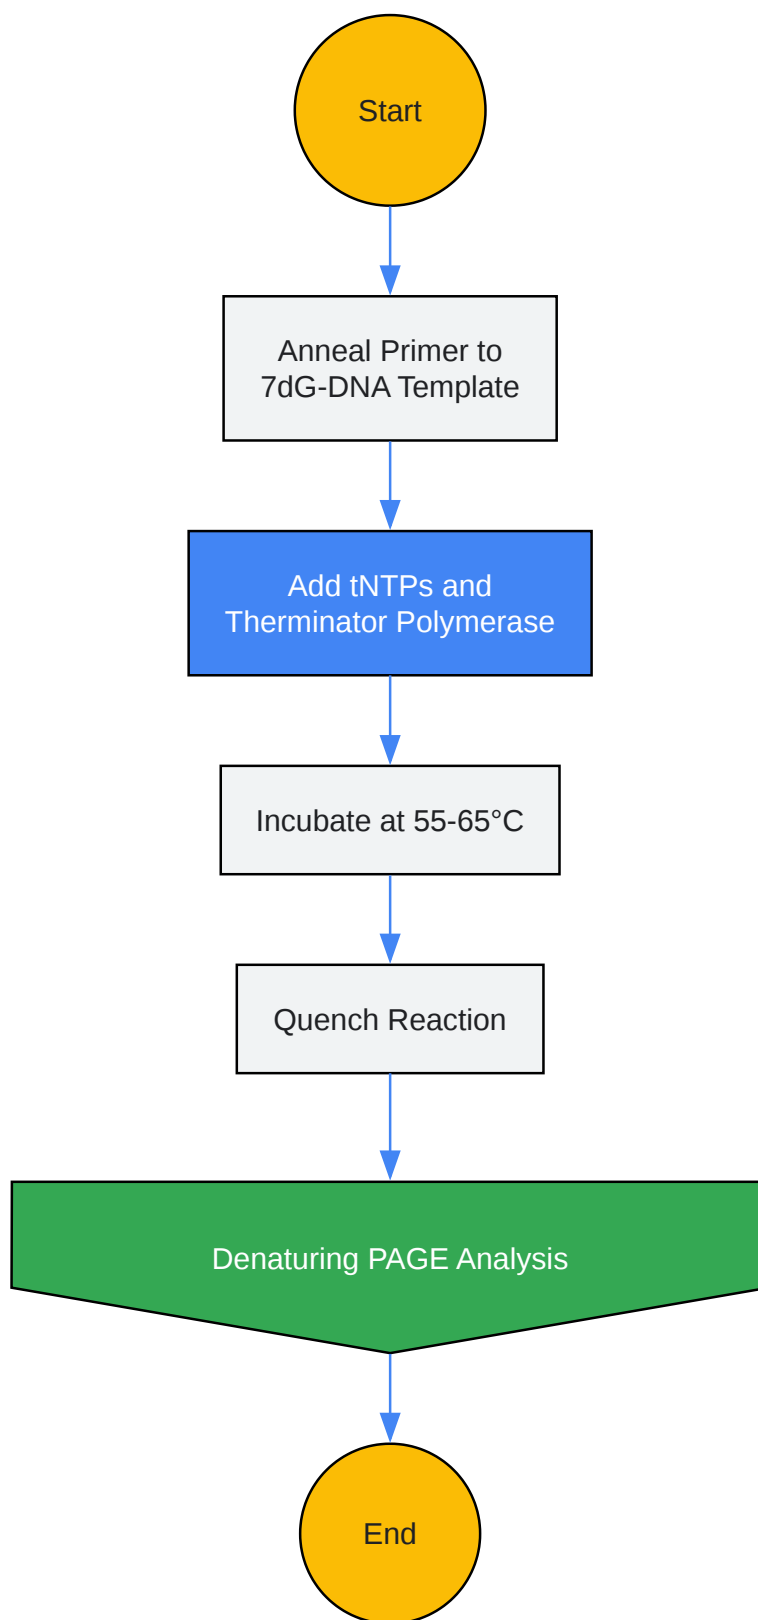 Start
Anneal Primer to
7dG-DNA Template
Add tNTPs and
Therminator Polymerase
Incubate at 55-65°C
Quench Reaction
Denaturing PAGE Analysis
End